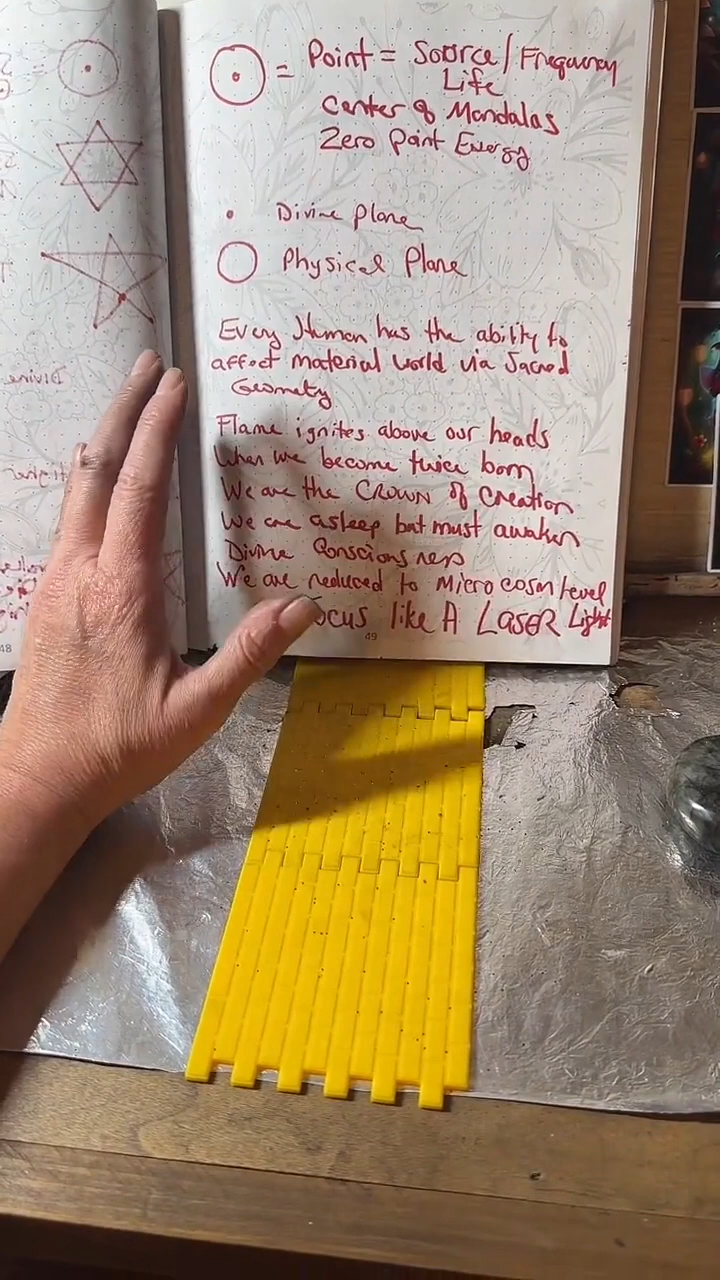 = Point = Source / Frequency
Life
Center of Mandalas
Zero Point Energy
Divine Plane
Physical Plane
Every Human has the ability to
affect material world via Sacred
Geometry
Flame ignites above our heads
When we become twice born
We are the CROWN of Creation
We are asleep but must awaken
Divine Consciousness
We are reduced to Microcosm Level
Focus like A LASER Light
49
48